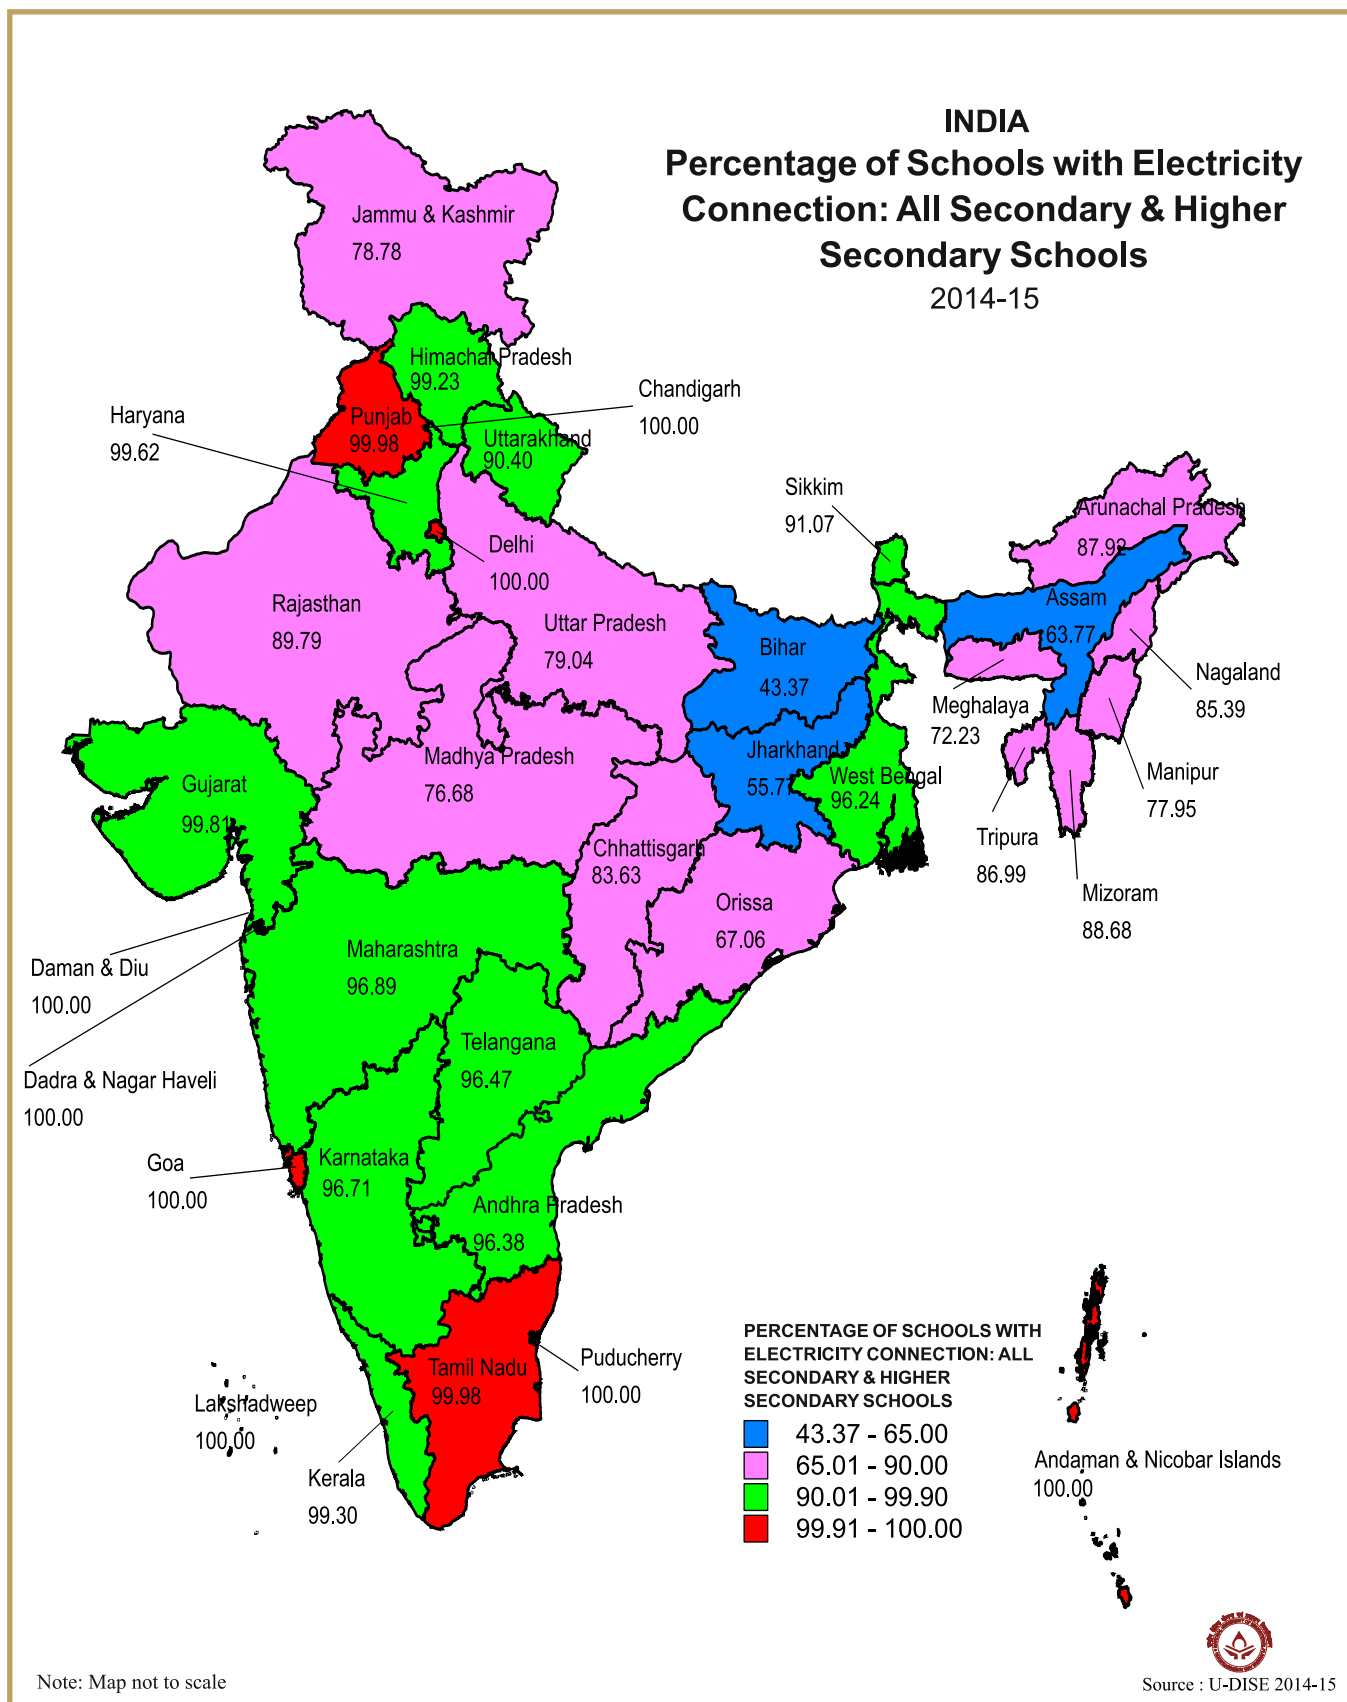 INDIA
Percentage of Schools with Electricity
Connection: All Secondary & Higher
Secondary Schools
2014-15
Jammu & Kashmir
78.78
Himachal Pradesh
99.23
Chandigarh
100.00
Haryana
99.62
Punjab
99.98
Uttarakhand
90.40
Sikkim
91.07
Arunachal Pradesh
87.92
Delhi
100.00
Rajasthan
89.79
Uttar Pradesh
79.04
Bihar
43.37
Assam
63.77
Nagaland
85.39
Meghalaya
72.23
Madhya Pradesh
76.68
Jharkhand
55.77
West Bengal
96.24
Manipur
77.95
Gujarat
99.81
Tripura
86.99
Chhattisgarh
83.63
Mizoram
88.68
Orissa
67.06
Maharashtra
96.89
Daman & Diu
100.00
Telangana
96.47
Dadra & Nagar Haveli
100.00
Goa
100.00
Karnataka
96.71
Andhra Pradesh
96.38
Tamil Nadu
99.98
Puducherry
100.00
Lakshadweep
100.00
Kerala
99.30
Andaman & Nicobar Islands
100.00
PERCENTAGE OF SCHOOLS WITH
ELECTRICITY CONNECTION: ALL
SECONDARY & HIGHER
SECONDARY SCHOOLS
43.37 - 65.00
65.01 - 90.00
90.01 - 99.90
99.91 - 100.00
Note: Map not to scale
Source : U-DISE 2014-15